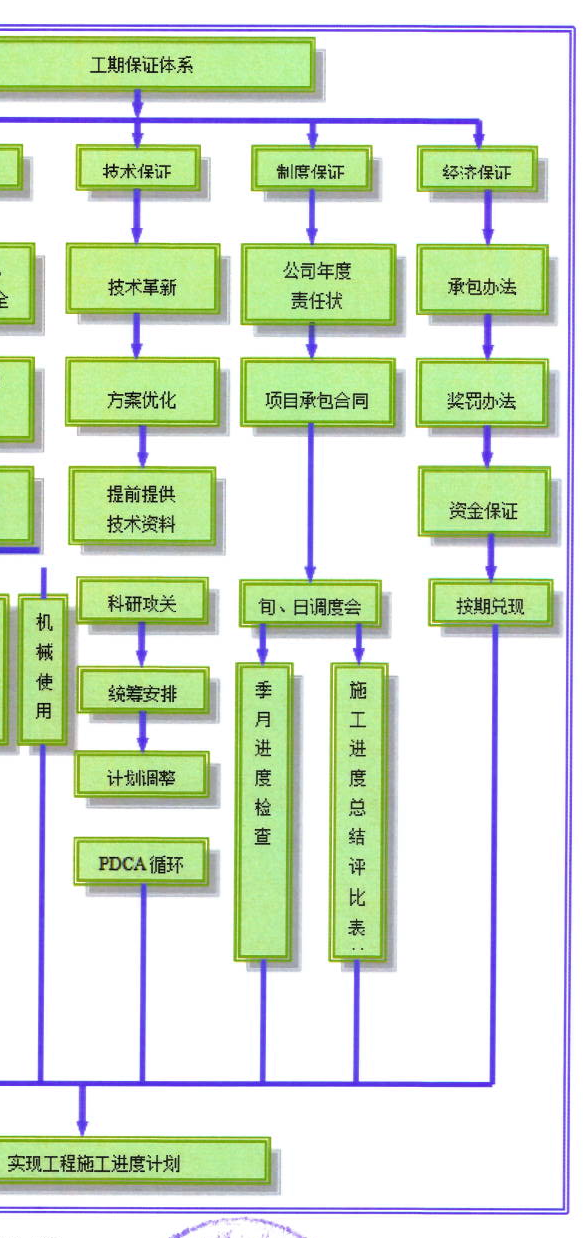 工期保证体系
技术保证
制度保证
经济保证
全
技术革新
公司年度
责任状
承包办法
方案优化
项目承包合同
奖罚办法
提前提供
技术资料
资金保证
科研攻关
旬、日调度会
按期兑现
机械使用
统筹安排
季月进度检查
施工进度总结评比表
计划调整
PDCA循环
实现工程施工进度计划